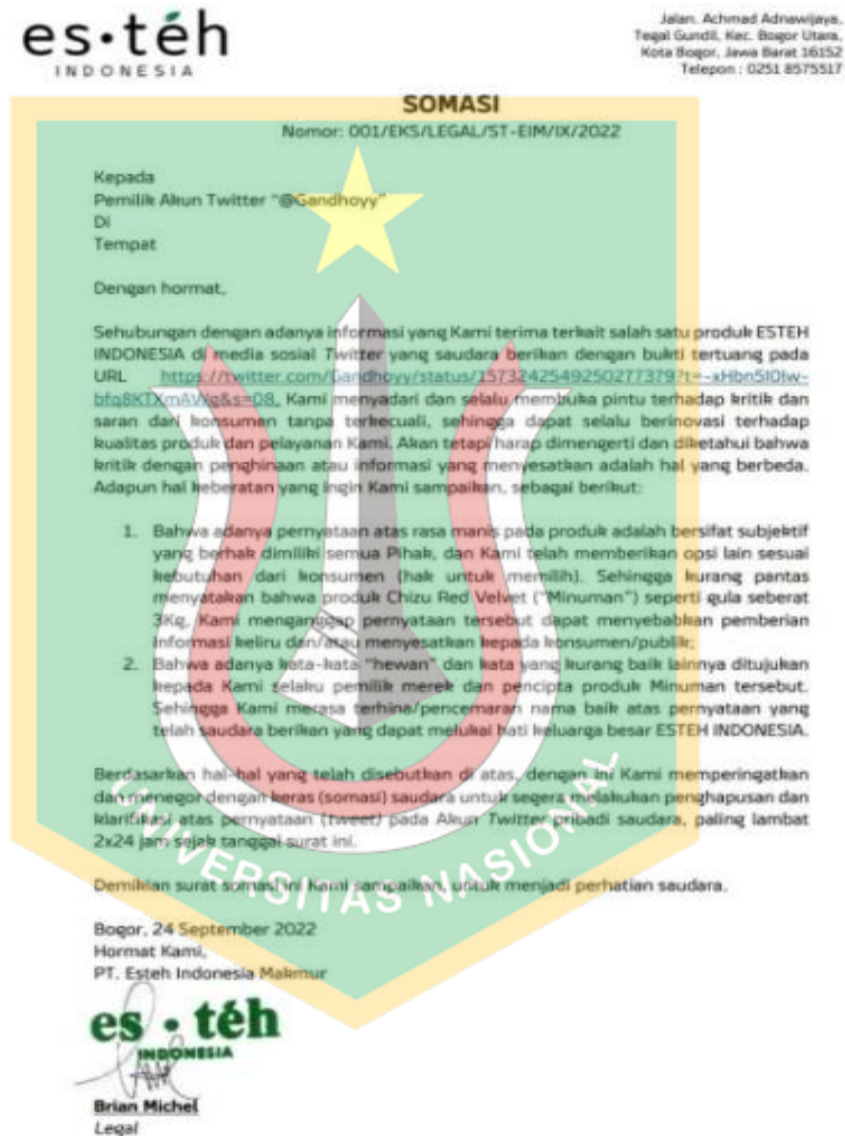 es•téh
INDONESIA
Jalan. Achmad Adnawijaya,
Tegal Gundil, Kec. Bogor Utara,
Kota Bogor, Jawa Barat 16152
Telepon : 0251 8575517
SOMASI
Nomor: 001/EKS/LEGAL/ST-EIM/IX/2022
Kepada
Pemilik Akun Twitter "@Gandhoyy"
Di
Tempat
Dengan hormat,
Sehubungan dengan adanya informasi yang Kami terima terkait salah satu produk ESTEH
INDONESIA di media sosial Twitter yang saudara berikan dengan bukti tertuang pada
URL https://twitter.com/Gandhoyy/status/1573242549250277379?t=-xHbn5I0Iw-
bfq8KTXmAVVg&s=08, Kami menyadari dan selalu membuka pintu terhadap kritik dan
saran dari konsumen tanpa terkecuali, sehingga dapat selalu berinovasi terhadap
kualitas produk dan pelayanan Kami. Akan tetapi harap dimengerti dan diketahui bahwa
kritik dengan penghinaan atau informasi yang menyesatkan adalah hal yang berbeda.
Adapun hal keberatan yang ingin Kami sampaikan, sebagai berikut:
1. Bahwa adanya pernyataan atas rasa manis pada produk adalah bersifat subjektif
yang berhak dimiliki semua Pihak, dan Kami telah memberikan opsi lain sesuai
kebutuhan dari konsumen (hak untuk memilih). Sehingga kurang pantas
menyatakan bahwa produk Chizu Red Velvet ("Minuman") seperti gula seberat
3Kg, Kami menganggap pernyataan tersebut dapat menyebabkan pemberian
informasi keliru dan/atau menyesatkan kepada konsumen/publik;
2. Bahwa adanya kata-kata "hewan" dan kata yang kurang baik lainnya ditujukan
kepada Kami selaku pemilik merek dan pencipta produk Minuman tersebut.
Sehingga Kami merasa terhina/pencemaran nama baik atas pernyataan yang
telah saudara berikan yang dapat melukai hati keluarga besar ESTEH INDONESIA.
Berdasarkan hal-hal yang telah disebutkan di atas, dengan ini Kami memperingatkan
dan menegor dengan keras (somasi) saudara untuk segera melakukan penghapusan dan
klarifikasi atas pernyataan (tweet) pada Akun Twitter pribadi saudara, paling lambat
2x24 jam sejak tanggal surat ini.
Demikian surat somasi ini Kami sampaikan, untuk menjadi perhatian saudara.
UNIVERSITAS NASIONAL
Bogor, 24 September 2022
Hormat Kami,
PT. Esteh Indonesia Makmur
es•téh
INDONESIA
Brian Michel
Legal